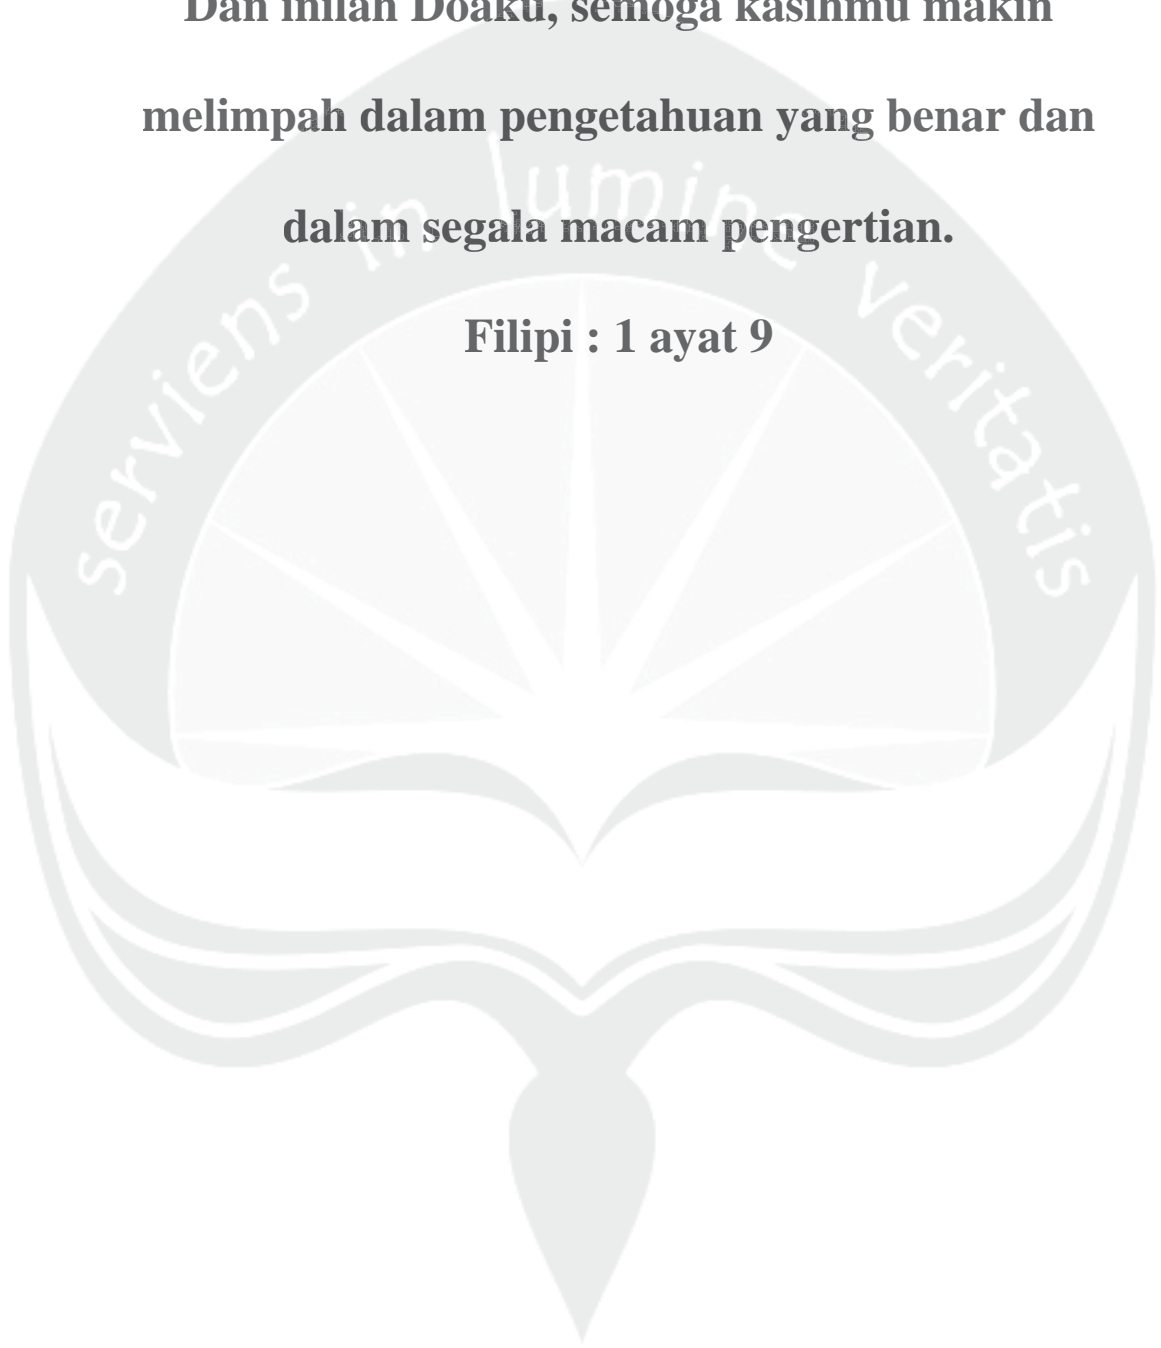 Dan inilah Doaku, semoga kasihmu makin
melimpah dalam pengetahuan yang benar dan
dalam segala macam pengertian.
Filipi : 1 ayat 9
serviens in lumine veritatis